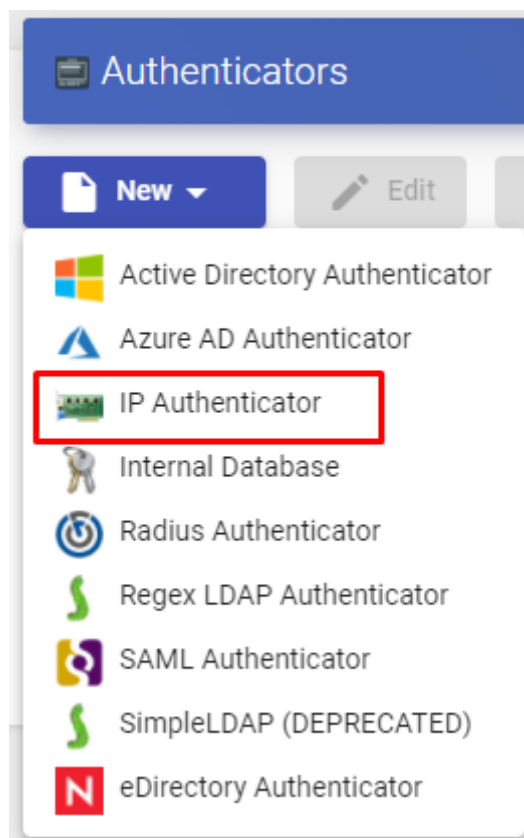 Authenticators
New
Edit
Active Directory Authenticator
Azure AD Authenticator
IP Authenticator
Internal Database
Radius Authenticator
Regex LDAP Authenticator
SAML Authenticator
SimpleLDAP (DEPRECATED)
N eDirectory Authenticator